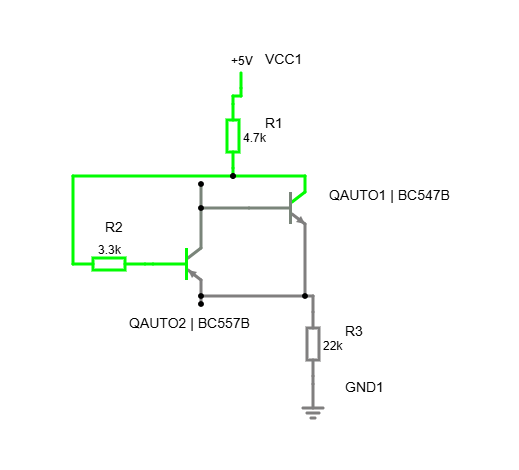 +5V VCC1
R1
4.7k
QAUTO1 | BC547B
R2
3.3k
QAUTO2 | BC557B
R3
22k
GND1